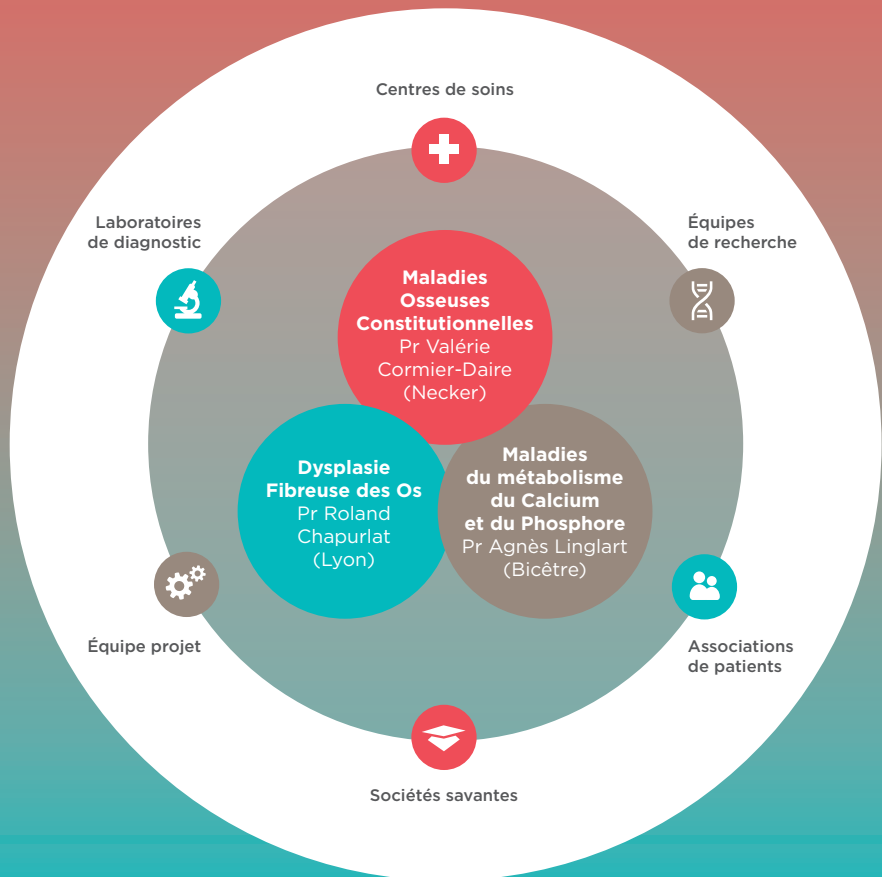 Centres de soins
Laboratoires
de diagnostic
Équipes
de recherche
Maladies
Osseuses
Constitutionnelles
Pr Valérie
Cormier-Daire
(Necker)
Dysplasie
Fibreuse des Os
Pr Roland
Chapurlat
(Lyon)
Maladies
du métabolisme
du Calcium
et du Phosphore
Pr Agnès Linglart
(Bicêtre)
Équipe projet
Associations
de patients
Sociétés savantes